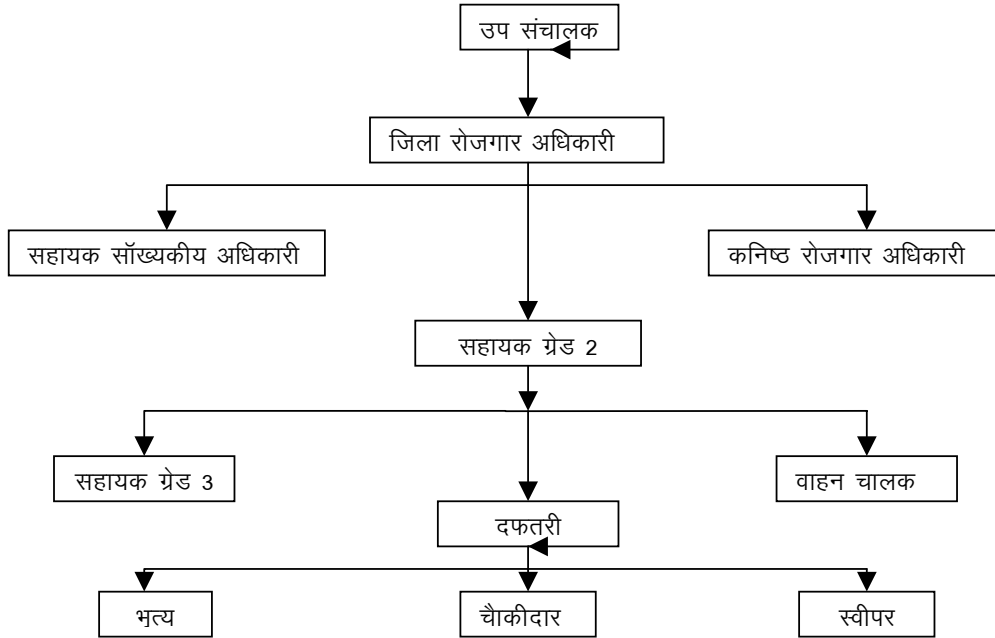 उप संचालक
जिला रोजगार अधिकारी
सहायक सॉख्यकीय अधिकारी
कनिष्ठ रोजगार अधिकारी
सहायक ग्रेड 2
सहायक ग्रेड 3
वाहन चालक
दफतरी
भृत्य
चैाकीदार
स्वीपर